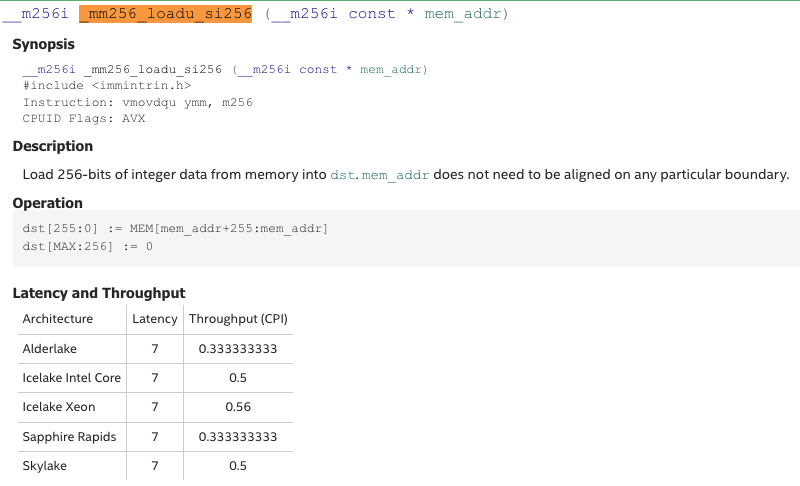 __m256i _mm256_loadu_si256 (__m256i const * mem_addr)
Synopsis
__m256i _mm256_loadu_si256 (__m256i const * mem_addr)
#include <immintrin.h>
Instruction: vmovdqu ymm, m256
CPUID Flags: AVX
Description
Load 256-bits of integer data from memory into dst. mem_addr does not need to be aligned on any particular boundary.
Operation
dst[255:0] := MEM[mem_addr+255:mem_addr]
dst[MAX:256] := 0
Latency and Throughput
Architecture Latency Throughput (CPI)
Alderlake 7 0.333333333
Icelake Intel Core 7 0.5
Icelake Xeon 7 0.56
Sapphire Rapids 7 0.333333333
Skylake 7 0.5